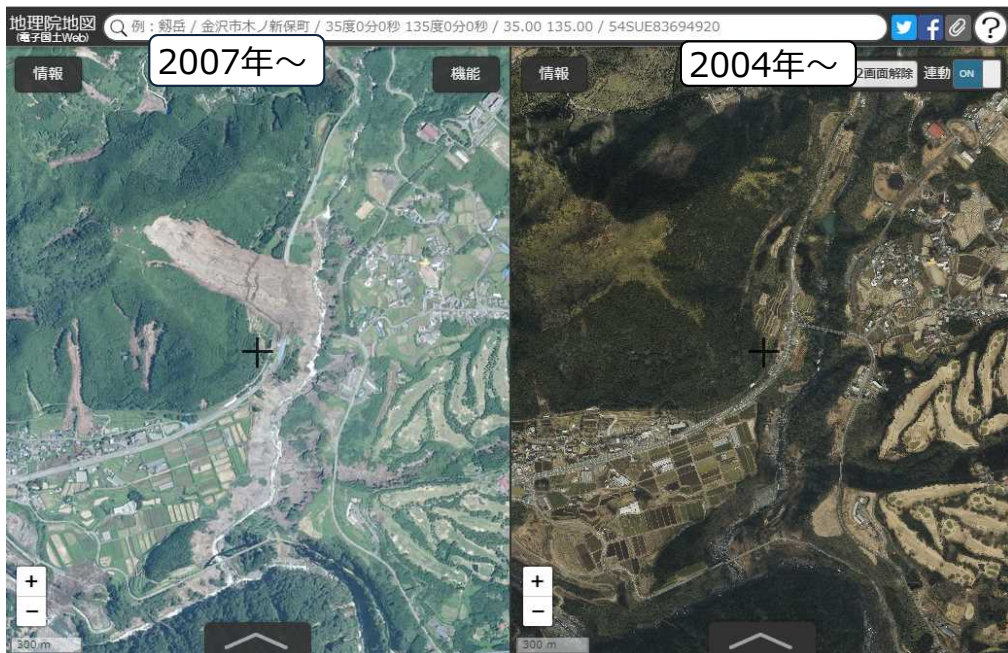 地理院地図
(電子国土Web)
例：剱岳 / 金沢市木ノ新保町 / 35度0分0秒 135度0分0秒 / 35.00 135.00 / 54SUE83694920
?
2007年～
2004年～
情報
機能
情報
2画面解除
連動
ON
+
−
300 m
+
−
300 m